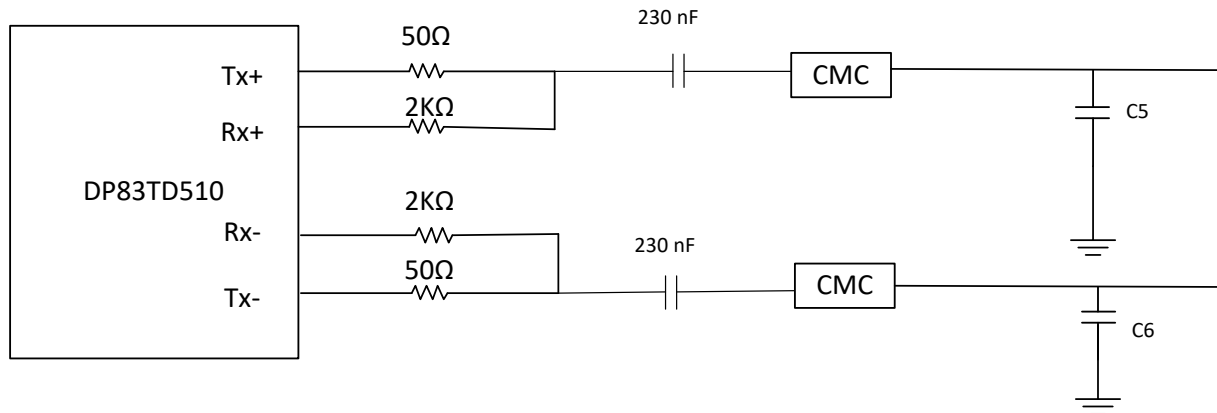 230 nF
50Ω
CMC
Tx+
C5
2KΩ
Rx+
DP83TD510
2KΩ
Rx-
230 nF
50Ω
CMC
Tx-
C6